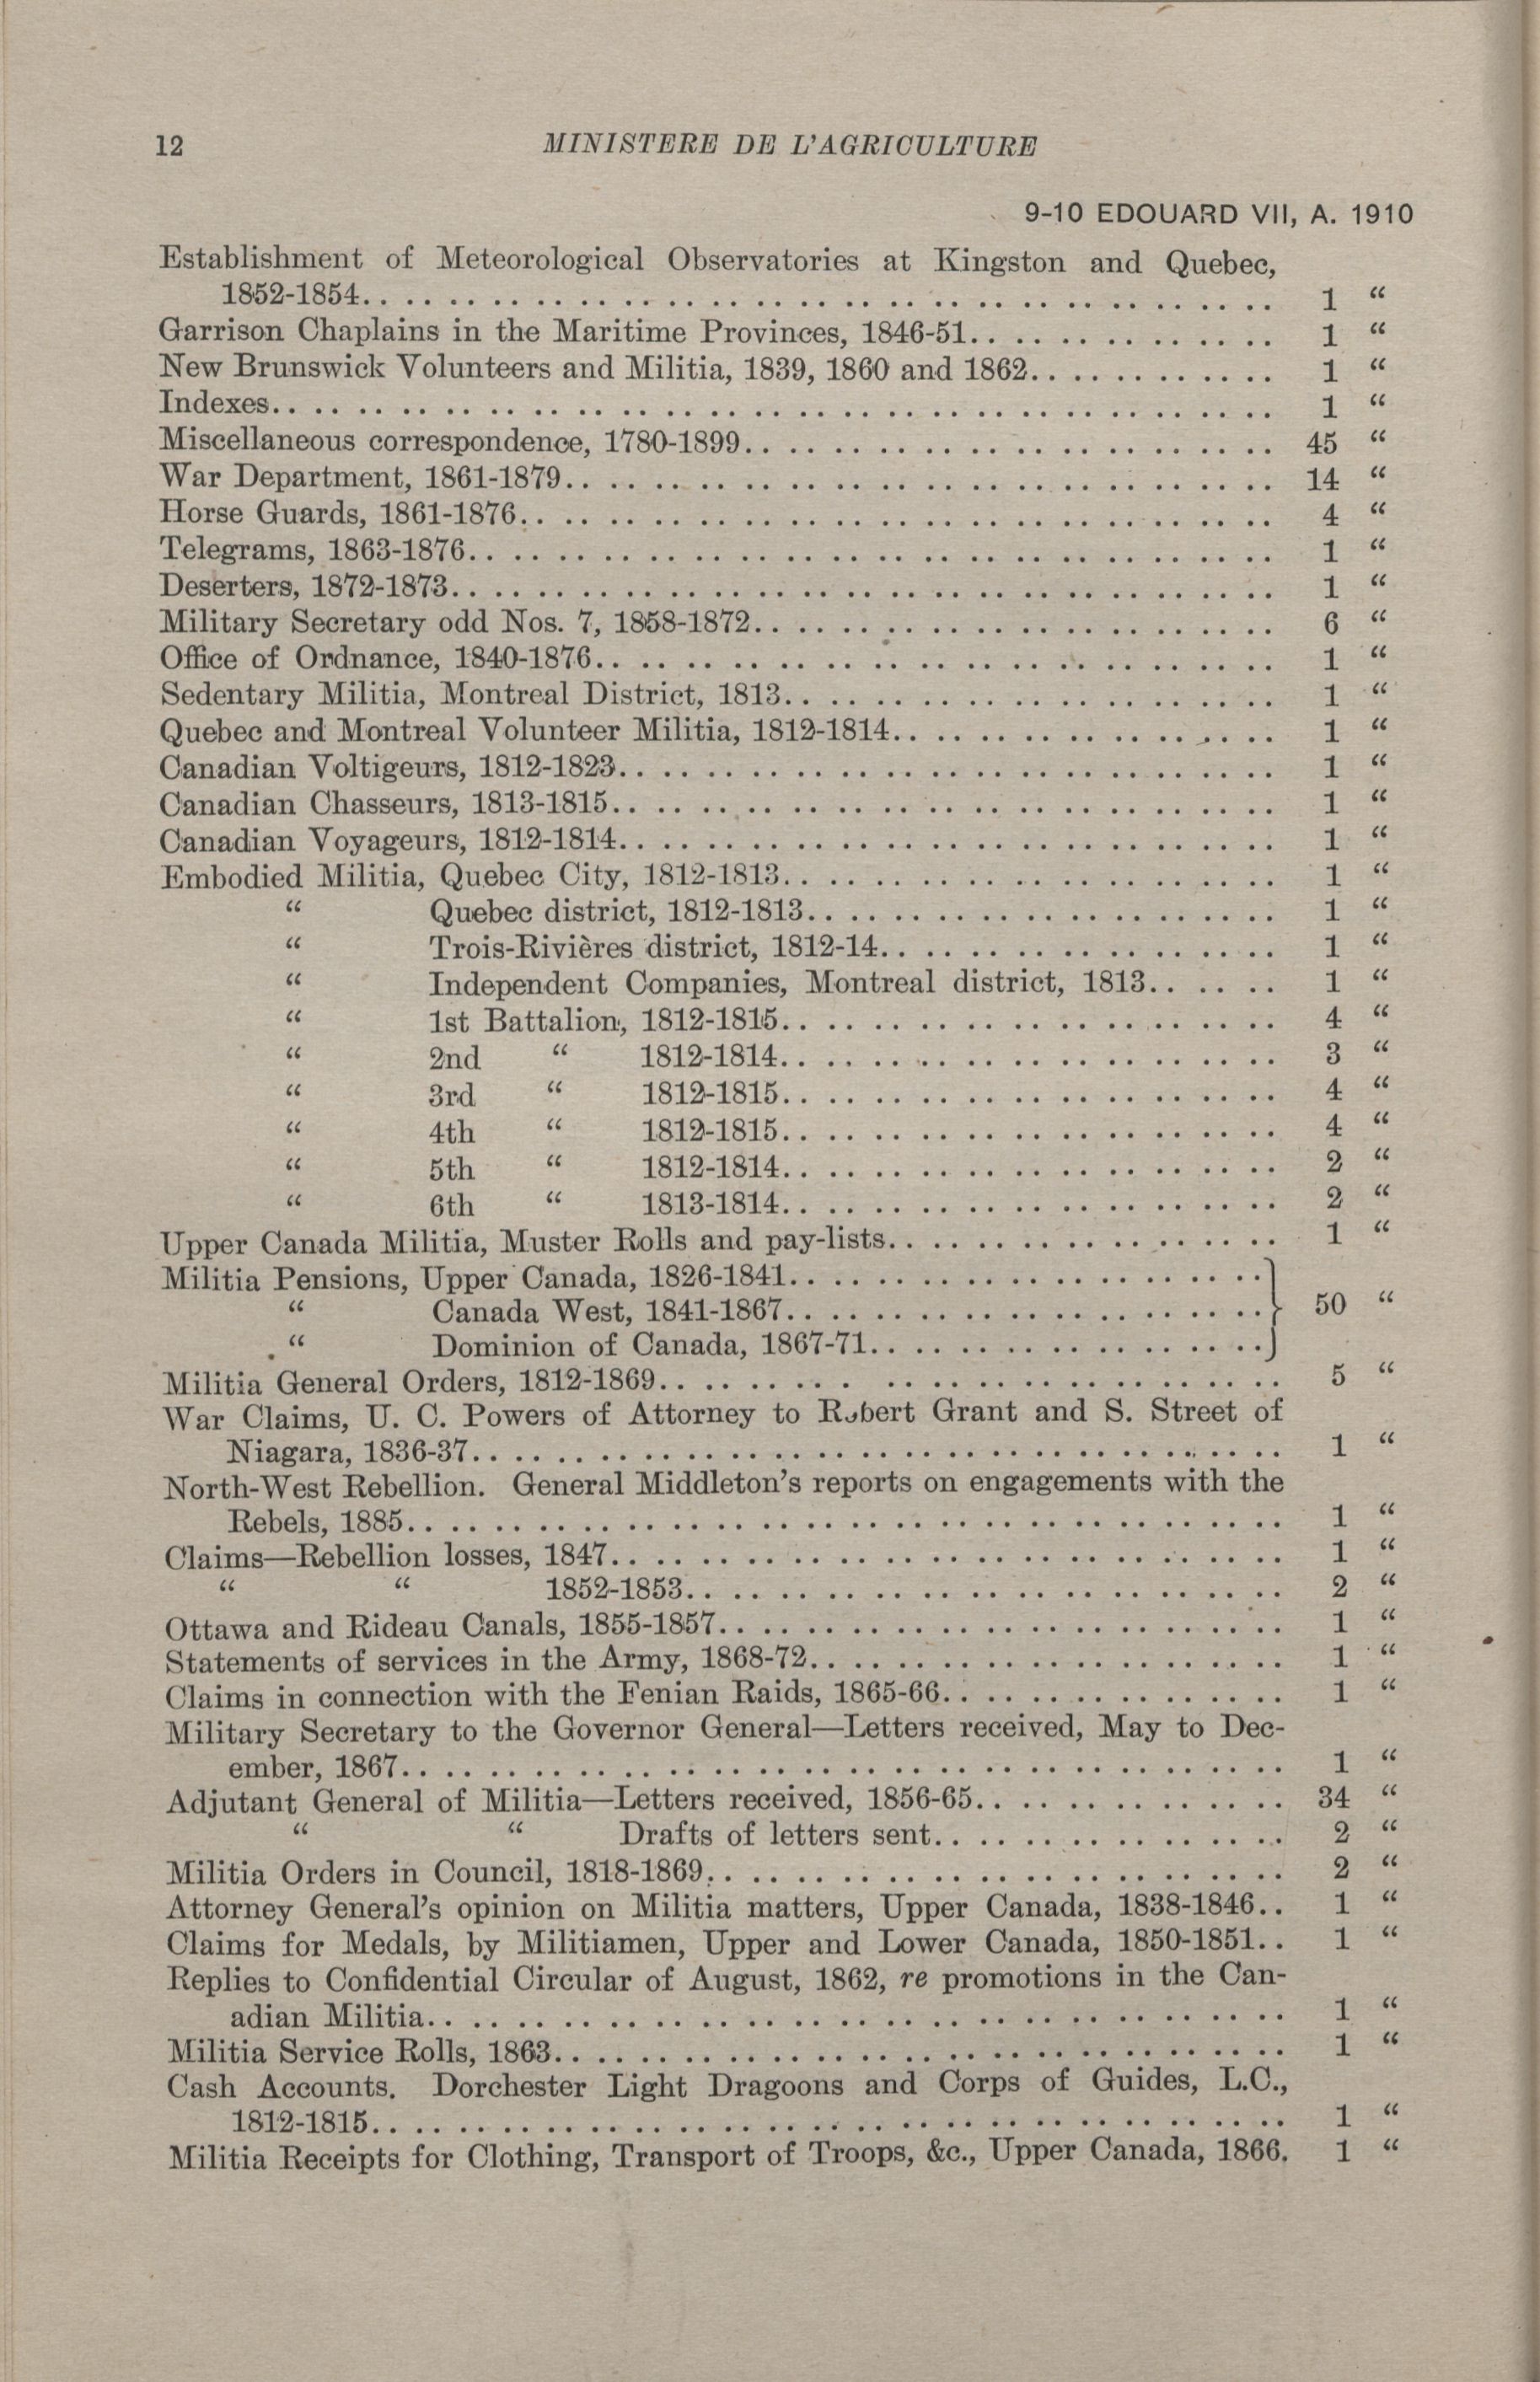 12 MINISTERE DE L'AGRICULTURE
9-10 EDOUARD VII, A. 1910
Establishment of Meteorological Observatories at Kingston and Quebec,
1852-1854.. .. .. .. .. .. .. .. .. .. .. .. .. .. .. .. .. .. .. .. .. 1 “
Garrison Chaplains in the Maritime Provinces, 1846-51.. .. .. .. .. .. .. 1 “
New Brunswick Volunteers and Militia, 1839, 1860 and 1862.. .. .. .. .. .. 1 “
Indexes.. .. .. .. .. .. .. .. .. .. .. .. .. .. .. .. .. .. .. .. .. .. .. 1 “
Miscellaneous correspondence, 1780-1899.. .. .. .. .. .. .. .. .. .. .. .. 45 “
War Department, 1861-1879.. .. .. .. .. .. .. .. .. .. .. .. .. .. .. .. 14 “
Horse Guards, 1861-1876.. .. .. .. .. .. .. .. .. .. .. .. .. .. .. .. .. 4 “
Telegrams, 1863-1876.. .. .. .. .. .. .. .. .. .. .. .. .. .. .. .. .. .. 1 “
Deserters, 1872-1873.. .. .. .. .. .. .. .. .. .. .. .. .. .. .. .. .. .. .. 1 “
Military Secretary odd Nos. 7, 1858-1872.. .. .. .. .. .. .. .. .. .. .. .. 6 “
Office of Ordnance, 1840-1876.. .. .. .. .. .. .. .. .. .. .. .. .. .. .. .. 1 “
Sedentary Militia, Montreal District, 1813.. .. .. .. .. .. .. .. .. .. .. 1 “
Quebec and Montreal Volunteer Militia, 1812-1814.. .. .. .. .. .. .. .. .. 1 “
Canadian Voltigeurs, 1812-1823.. .. .. .. .. .. .. .. .. .. .. .. .. .. .. 1 “
Canadian Chasseurs, 1813-1815.. .. .. .. .. .. .. .. .. .. .. .. .. .. .. 1 “
Canadian Voyageurs, 1812-1814.. .. .. .. .. .. .. .. .. .. .. .. .. .. .. 1 “
Embodied Militia, Quebec City, 1812-1813.. .. .. .. .. .. .. .. .. .. .. 1 “
“ Quebec district, 1812-1813.. .. .. .. .. .. .. .. .. .. .. 1 “
“ Trois-Rivières district, 1812-14.. .. .. .. .. .. .. .. .. 1 “
“ Independent Companies, Montreal district, 1813.. .. .. 1 “
“ 1st Battalion, 1812-1815.. .. .. .. .. .. .. .. .. .. .. 4 “
“ 2nd “ 1812-1814.. .. .. .. .. .. .. .. .. .. .. 3 “
“ 3rd “ 1812-1815.. .. .. .. .. .. .. .. .. .. .. 4 “
“ 4th “ 1812-1815.. .. .. .. .. .. .. .. .. .. .. 4 “
“ 5th “ 1812-1814.. .. .. .. .. .. .. .. .. .. .. 2 “
“ 6th “ 1813-1814.. .. .. .. .. .. .. .. .. .. .. 2 “
Upper Canada Militia, Muster Rolls and pay-lists.. .. .. .. .. .. .. .. .. 1 “
Militia Pensions, Upper Canada, 1826-1841.. .. .. .. .. .. .. .. .. .. ..}
“ Canada West, 1841-1867.. .. .. .. .. .. .. .. .. .. ..} 50 “
“ Dominion of Canada, 1867-71.. .. .. .. .. .. .. .. ..}
Militia General Orders, 1812-1869.. .. .. .. .. .. .. .. .. .. .. .. .. .. 5 “
War Claims, U. C. Powers of Attorney to Robert Grant and S. Street of
Niagara, 1836-37.. .. .. .. .. .. .. .. .. .. .. .. .. .. .. .. .. .. .. 1 “
North-West Rebellion. General Middleton's reports on engagements with the
Rebels, 1885.. .. .. .. .. .. .. .. .. .. .. .. .. .. .. .. .. .. .. .. 1 “
Claims—Rebellion losses, 1847.. .. .. .. .. .. .. .. .. .. .. .. .. .. .. 1 “
“ “ 1852-1853.. .. .. .. .. .. .. .. .. .. .. .. .. .. 2 “
Ottawa and Rideau Canals, 1855-1857.. .. .. .. .. .. .. .. .. .. .. .. .. 1 “
Statements of services in the Army, 1868-72.. .. .. .. .. .. .. .. .. .. .. 1 “
Claims in connection with the Fenian Raids, 1865-66.. .. .. .. .. .. .. .. 1 “
Military Secretary to the Governor General—Letters received, May to Dec-
ember, 1867.. .. .. .. .. .. .. .. .. .. .. .. .. .. .. .. .. .. .. .. 1 “
Adjutant General of Militia—Letters received, 1856-65.. .. .. .. .. .. .. 34 “
“ “ Drafts of letters sent.. .. .. .. .. .. .. .. 2 “
Militia Orders in Council, 1818-1869.. .. .. .. .. .. .. .. .. .. .. .. .. 2 “
Attorney General's opinion on Militia matters, Upper Canada, 1838-1846.. 1 “
Claims for Medals, by Militiamen, Upper and Lower Canada, 1850-1851.. 1 “
Replies to Confidential Circular of August, 1862, re promotions in the Can-
adian Militia.. .. .. .. .. .. .. .. .. .. .. .. .. .. .. .. .. .. .. .. 1 “
Militia Service Rolls, 1863.. .. .. .. .. .. .. .. .. .. .. .. .. .. .. .. .. 1 “
Cash Accounts. Dorchester Light Dragoons and Corps of Guides, L.C.,
1812-1815.. .. .. .. .. .. .. .. .. .. .. .. .. .. .. .. .. .. .. .. .. 1 “
Militia Receipts for Clothing, Transport of Troops, &c., Upper Canada, 1866. 1 “